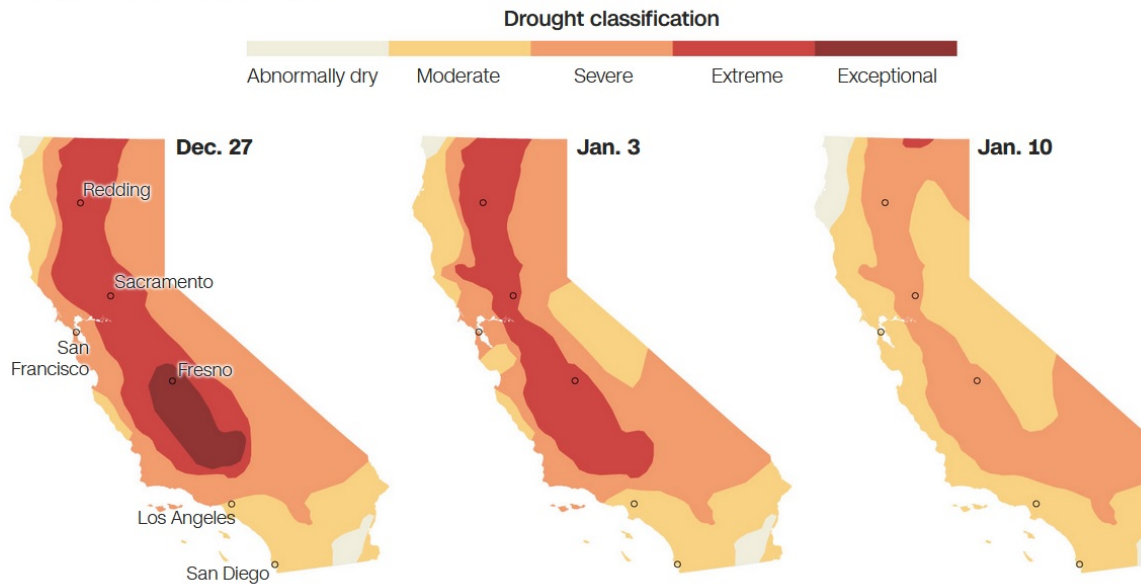 Drought classification
Abnormally dry
Moderate
Severe
Extreme
Exceptional
Dec. 27
Jan. 3
Jan. 10
Redding
Sacramento
San
Francisco
Fresno
Los Angeles
San Diego